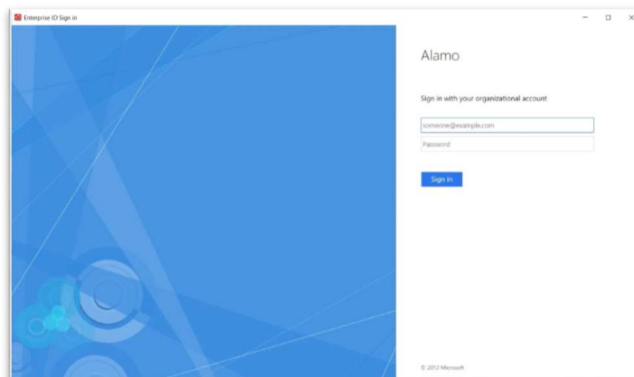 Enterprise ID Sign in
Alamo
Sign in with your organizational account
someone@example.com
Password
Sign in
© 2013 Microsoft